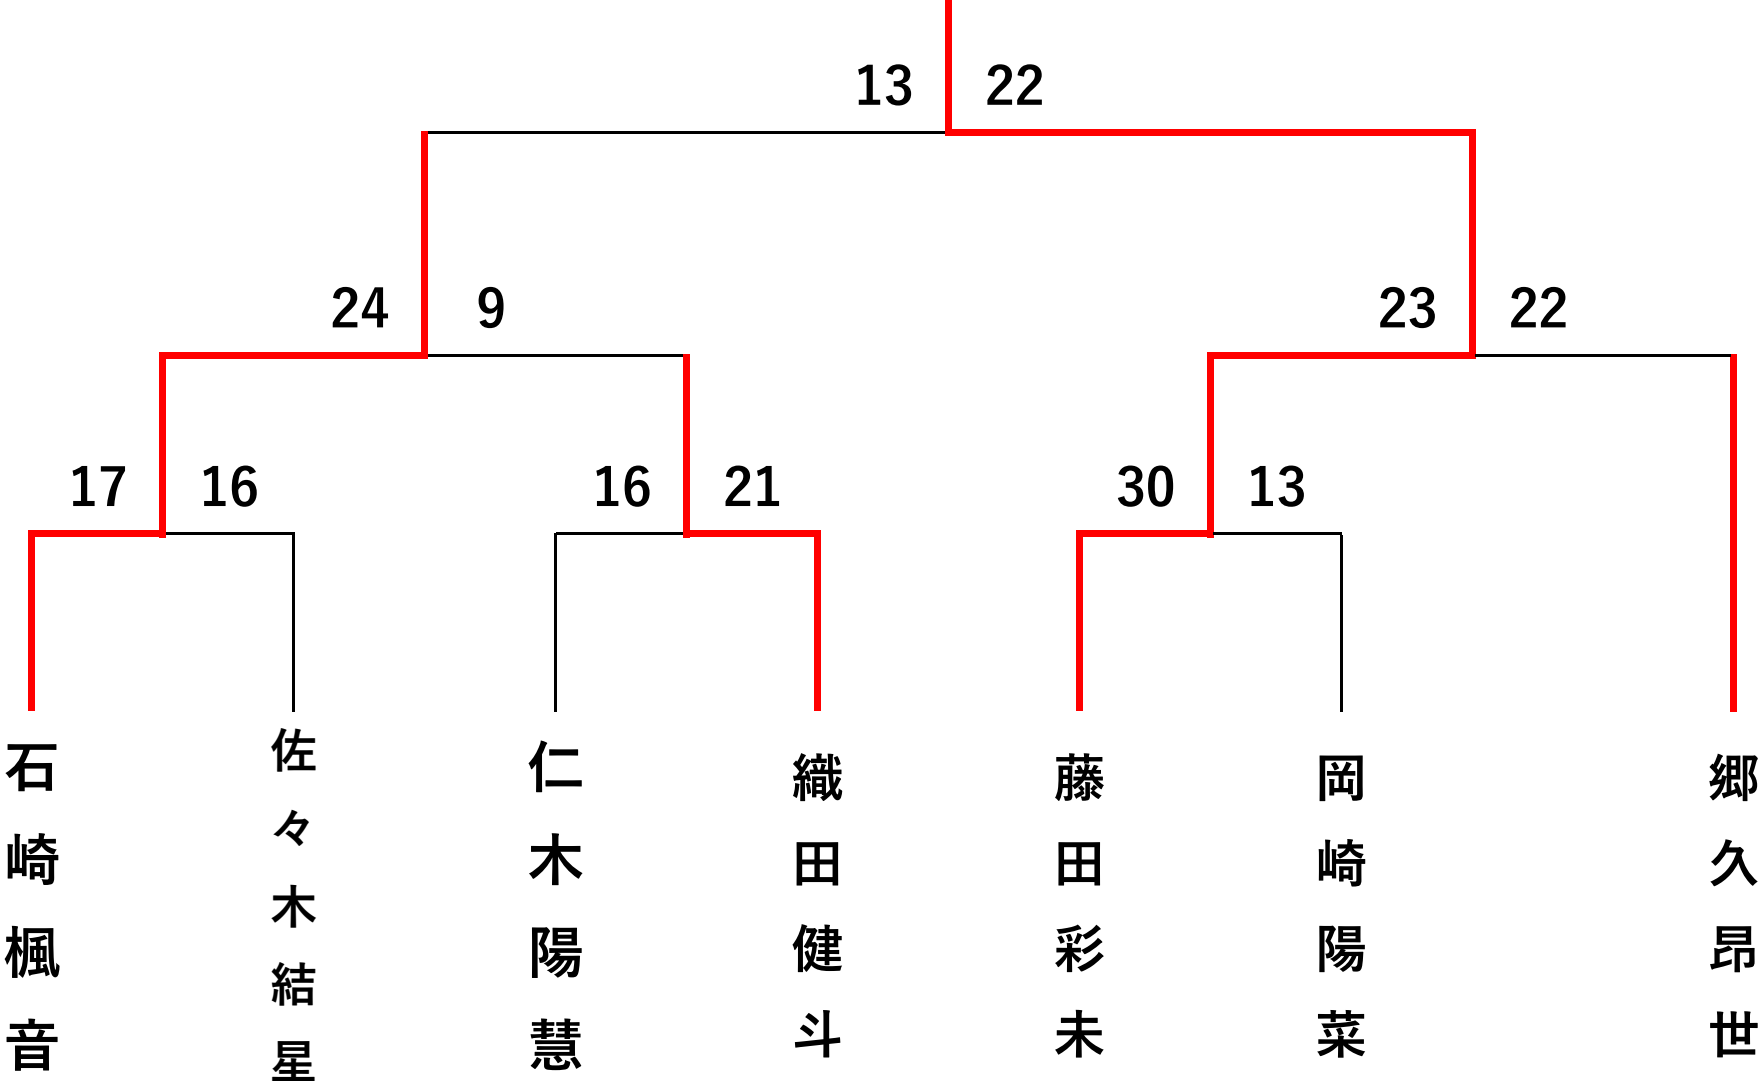 13 22
24 9
23 22
17 16
16 21
30 13
石崎楓音
佐々木結星
仁木陽慧
織田健斗
藤田彩未
岡崎陽菜
郷久昂世